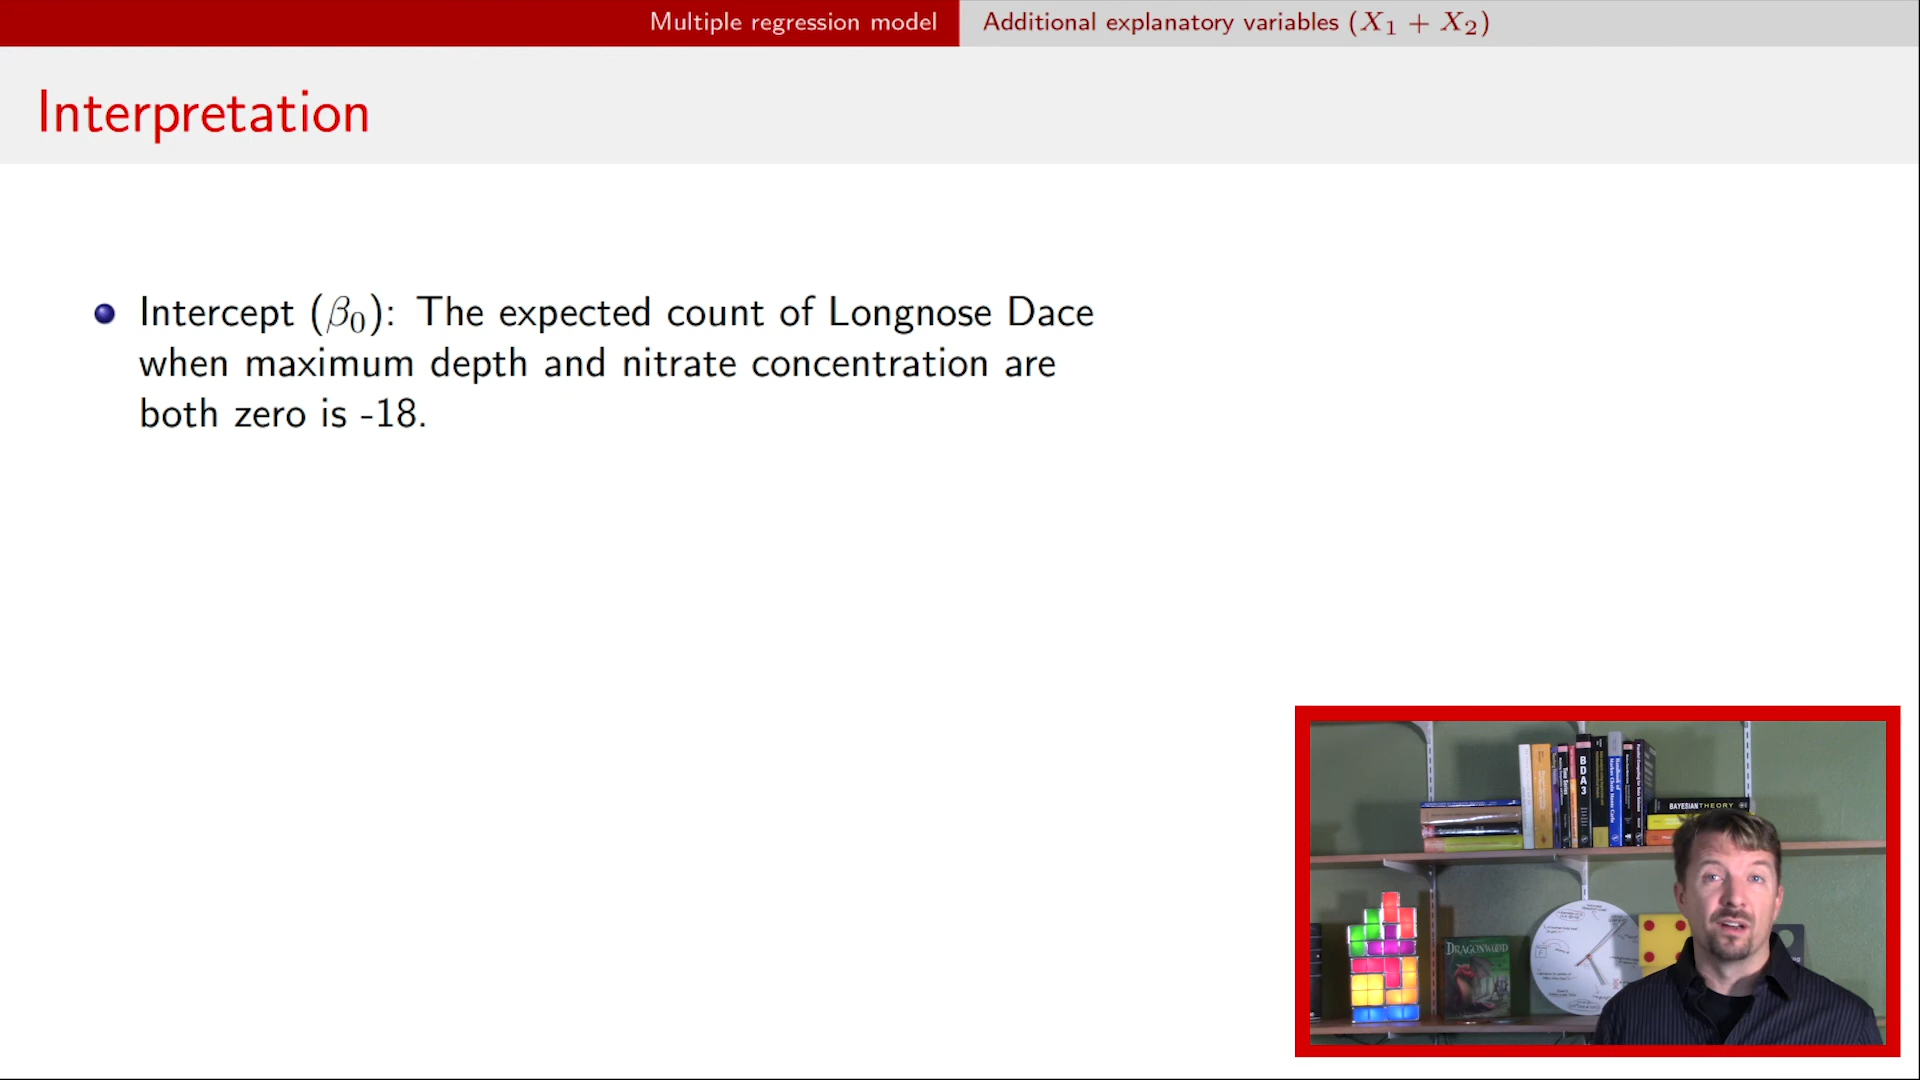 Multiple regression model
Additional explanatory variables (X₁ + X₂)
Interpretation
Intercept (β₀): The expected count of Longnose Dace
when maximum depth and nitrate concentration are
both zero is -18.
BDA3
BAYESIAN THEORY
DRAGONWOOD